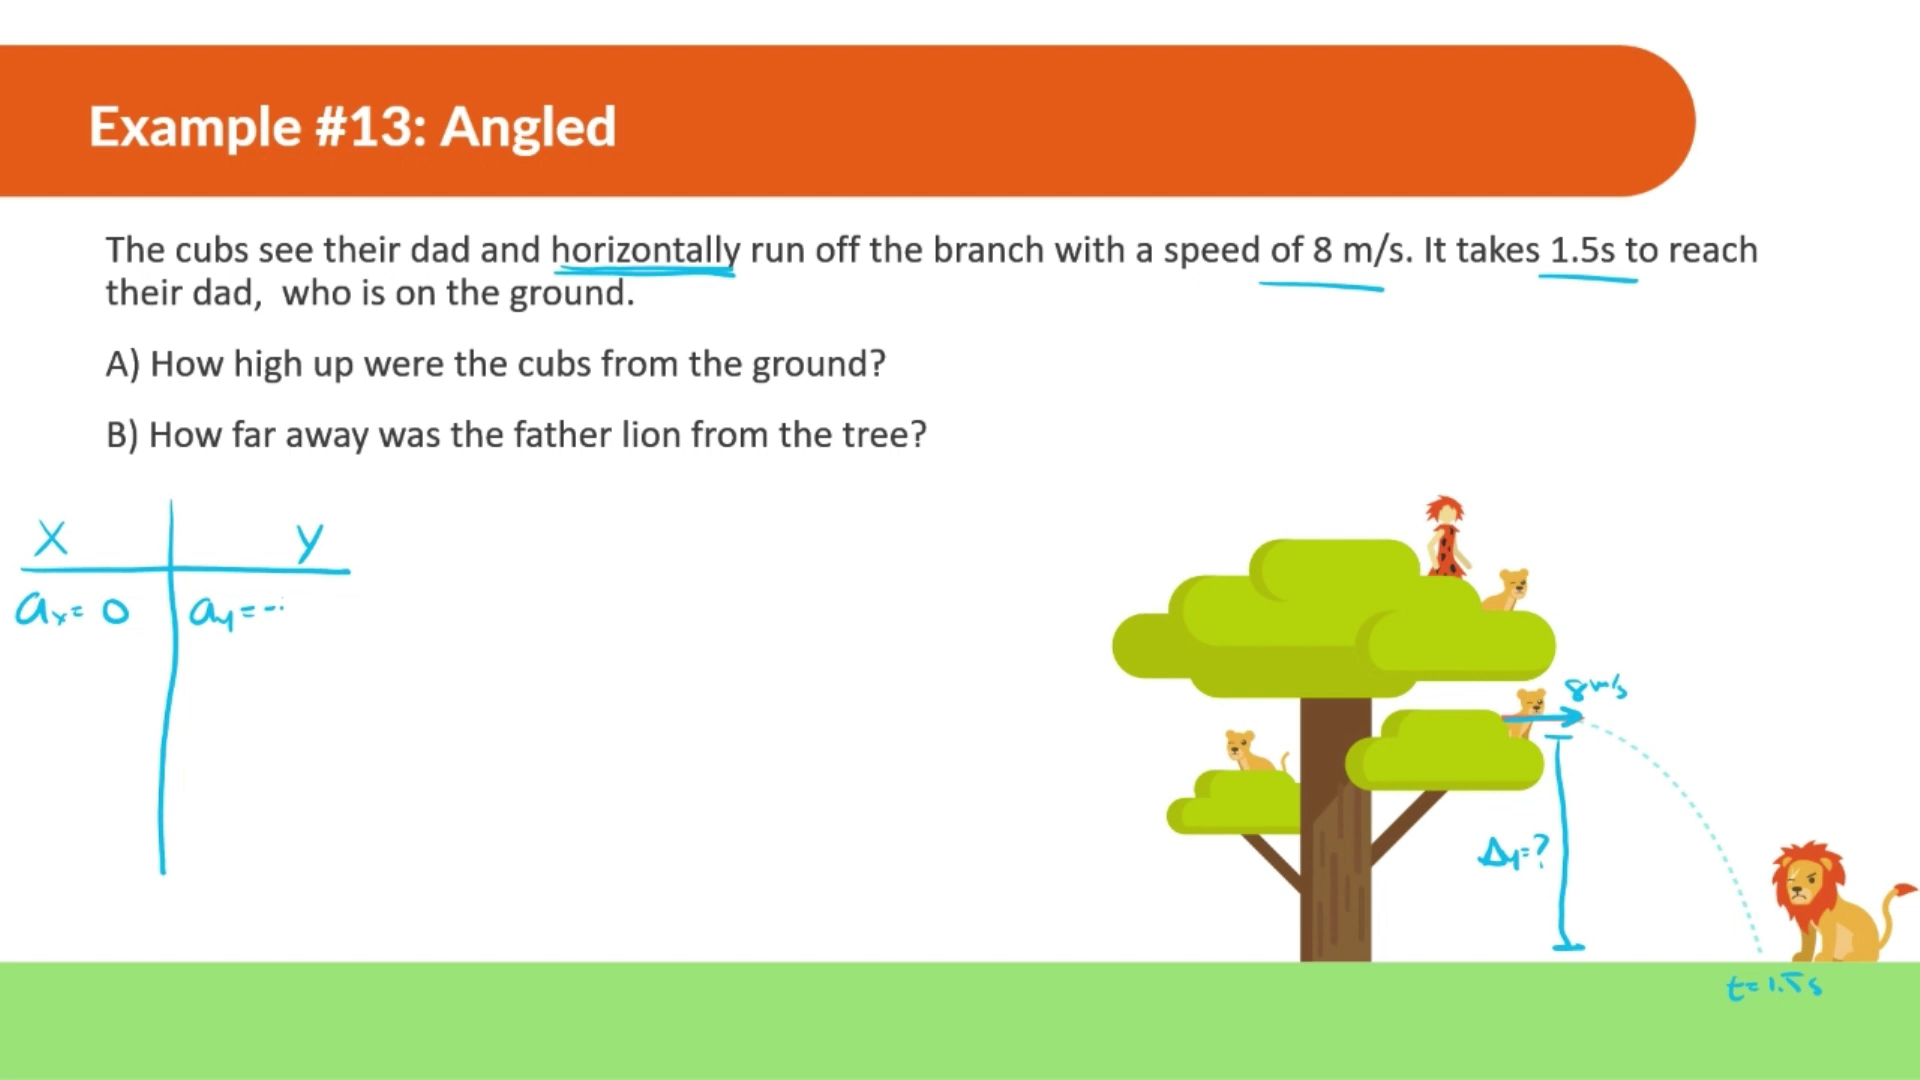 Example #13: Angled
The cubs see their dad and horizontally run off the branch with a speed of 8 m/s. It takes 1.5s to reach
their dad,  who is on the ground.
A) How high up were the cubs from the ground?
B) How far away was the father lion from the tree?
X y
ax= 0 ay=-
8m/s
Δy=?
t=1.5s